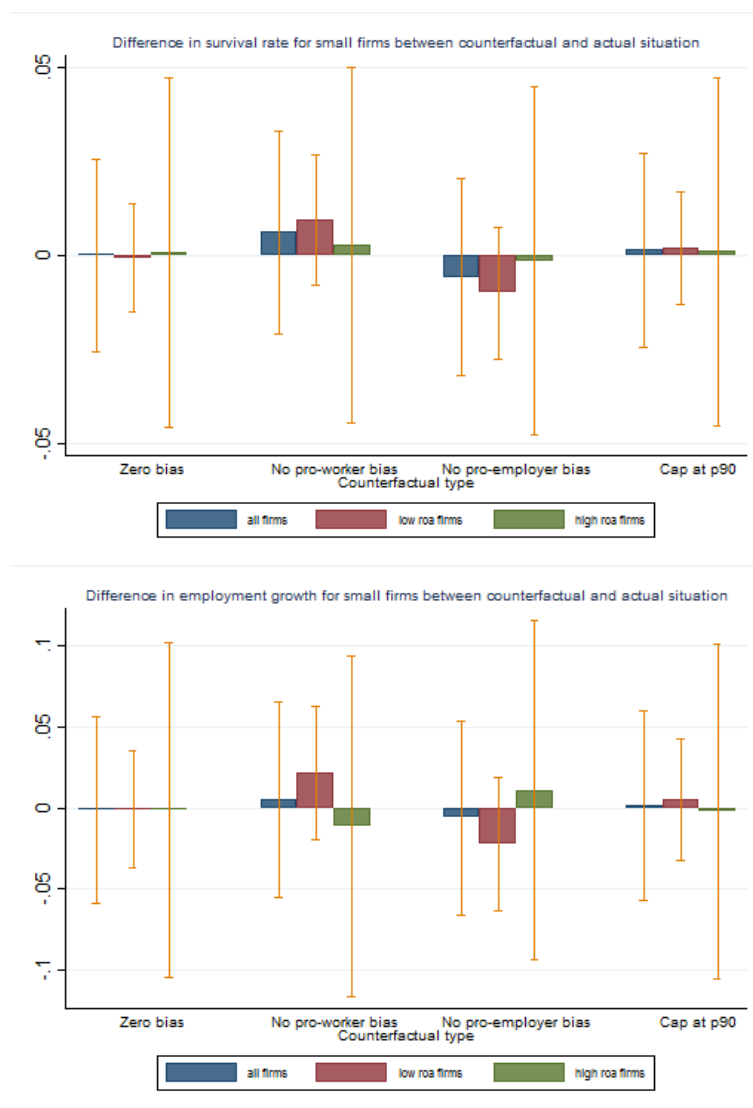 Difference in survival rate for small firms between counterfactual and actual situation
.05
0
-.05
Zero bias No pro-worker bias No pro-employer bias Cap at p90
Counterfactual type
all firms low roa firms high roa firms
Difference in employment growth for small firms between counterfactual and actual situation
.1
.05
0
-.05
-.1
Zero bias No pro-worker bias No pro-employer bias Cap at p90
Counterfactual type
all firms low roa firms high roa firms